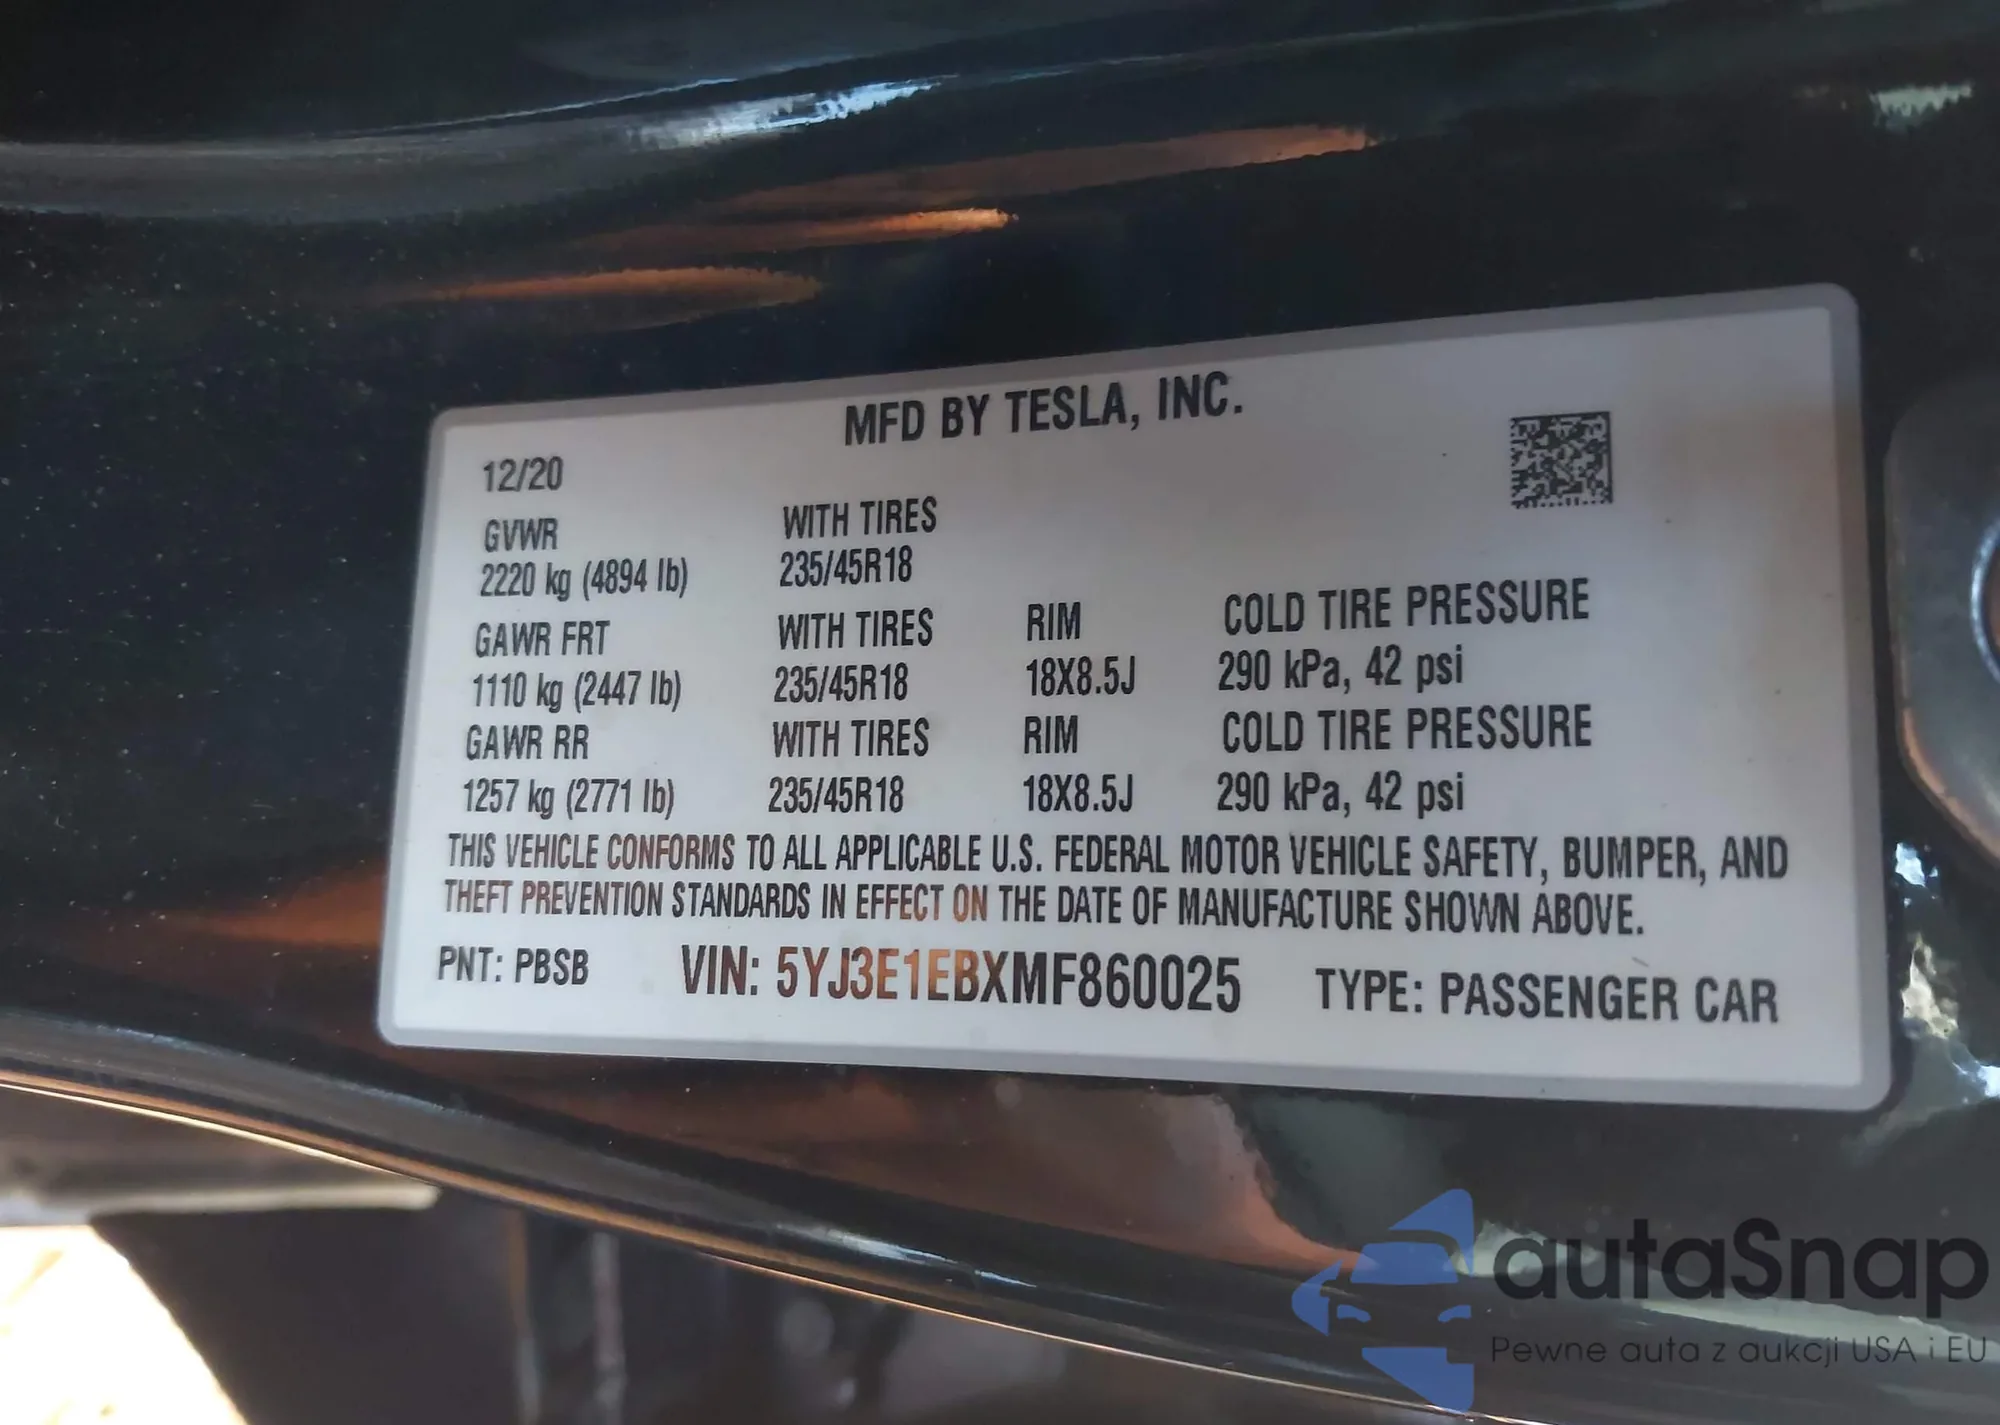 MFD BY TESLA, INC.
12/20
GVWR WITH TIRES
2220 kg (4894 lb) 235/45R18
GAWR FRT WITH TIRES RIM COLD TIRE PRESSURE
1110 kg (2447 lb) 235/45R18 18X8.5J 290 kPa, 42 psi
GAWR RR WITH TIRES RIM COLD TIRE PRESSURE
1257 kg (2771 lb) 235/45R18 18X8.5J 290 kPa, 42 psi
THIS VEHICLE CONFORMS TO ALL APPLICABLE U.S. FEDERAL MOTOR VEHICLE SAFETY, BUMPER, AND
THEFT PREVENTION STANDARDS IN EFFECT ON THE DATE OF MANUFACTURE SHOWN ABOVE.
PNT: PBSB VIN: 5YJ3E1EBXMF860025 TYPE: PASSENGER CAR
autaSnap
Pewne auta z aukcji USA i EU